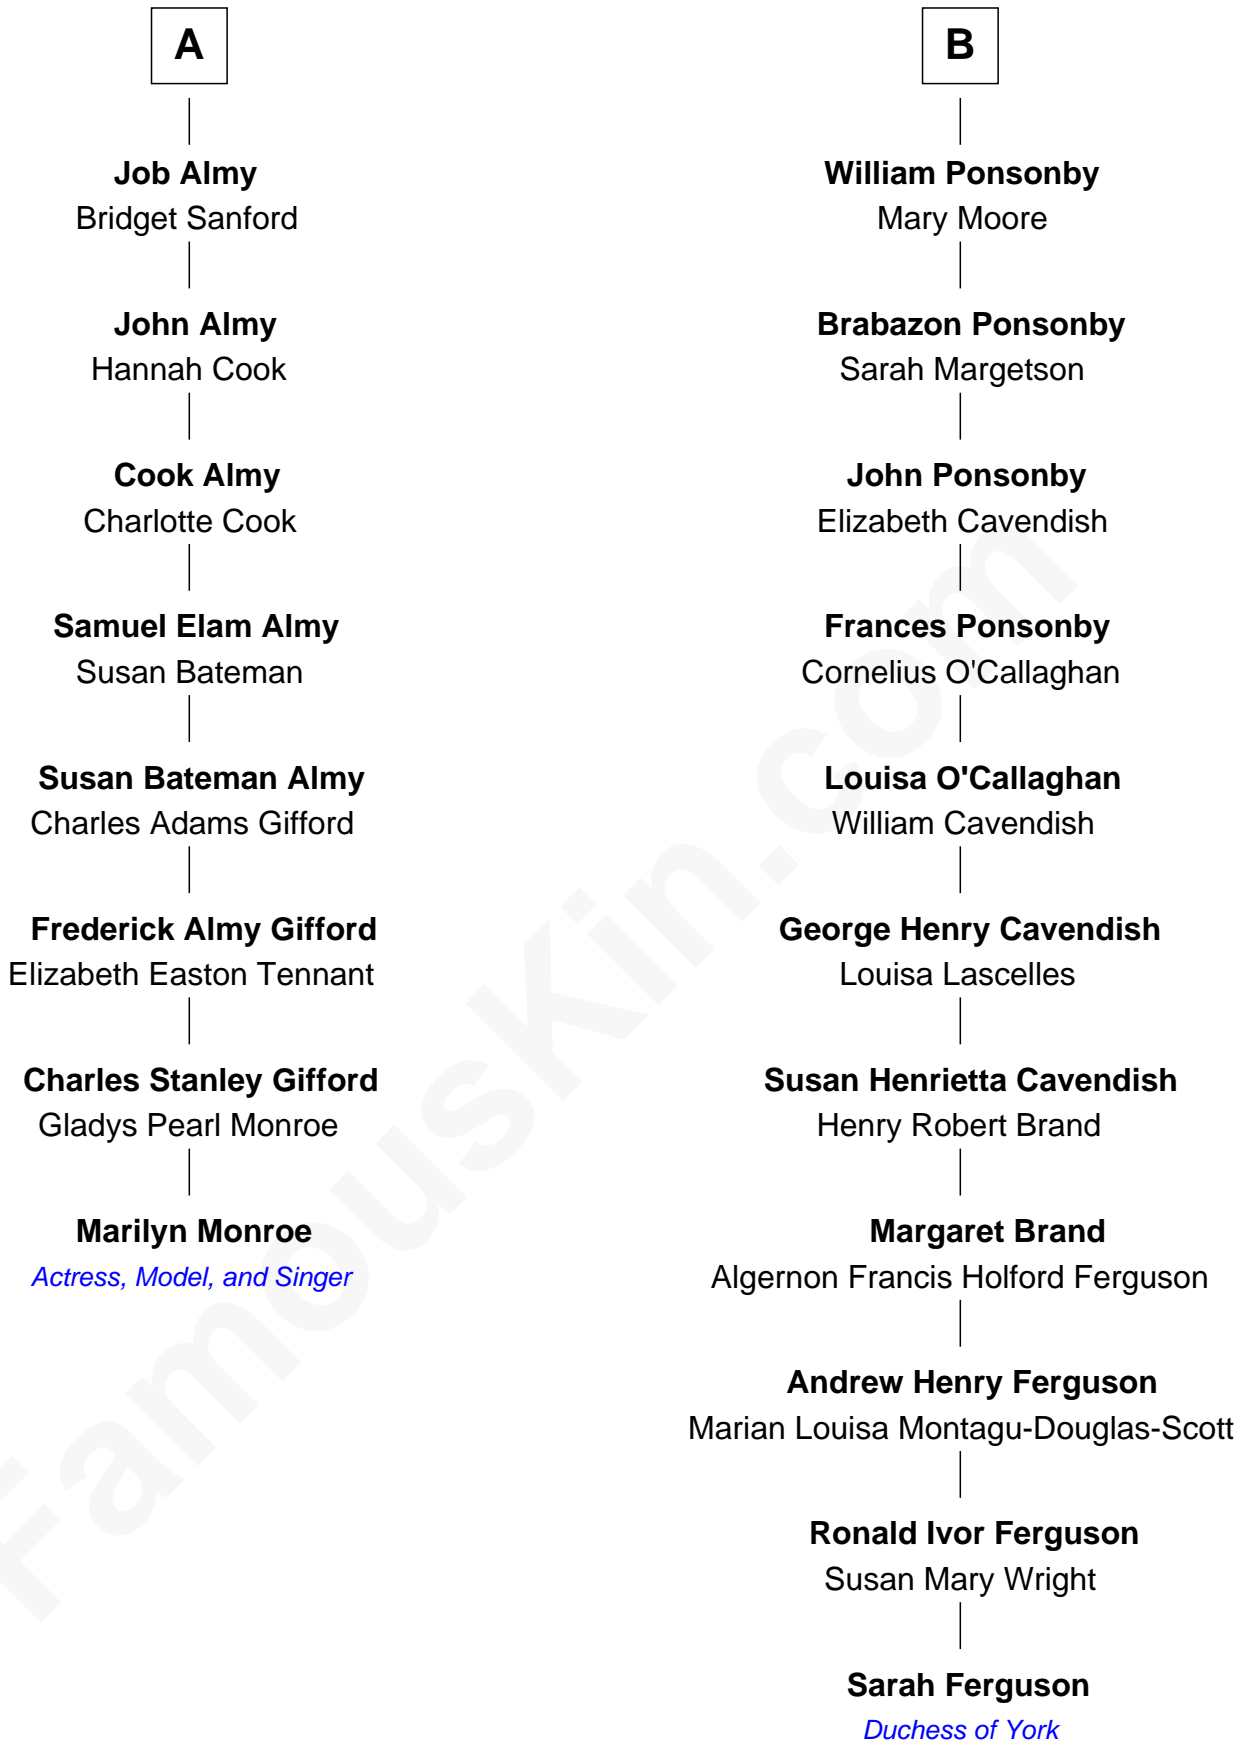 A
Job Almy
Bridget Sanford
John Almy
Hannah Cook
Cook Almy
Charlotte Cook
Samuel Elam Almy
Susan Bateman
Susan Bateman Almy
Charles Adams Gifford
Frederick Almy Gifford
Elizabeth Easton Tennant
Charles Stanley Gifford
Gladys Pearl Monroe
Marilyn Monroe
Actress, Model, and Singer
B
William Ponsonby
Mary Moore
Brabazon Ponsonby
Sarah Margetson
John Ponsonby
Elizabeth Cavendish
Frances Ponsonby
Cornelius O'Callaghan
Louisa O'Callaghan
William Cavendish
George Henry Cavendish
Louisa Lascelles
Susan Henrietta Cavendish
Henry Robert Brand
Margaret Brand
Algernon Francis Holford Ferguson
Andrew Henry Ferguson
Marian Louisa Montagu-Douglas-Scott
Ronald Ivor Ferguson
Susan Mary Wright
Sarah Ferguson
Duchess of York
FamousKin.com